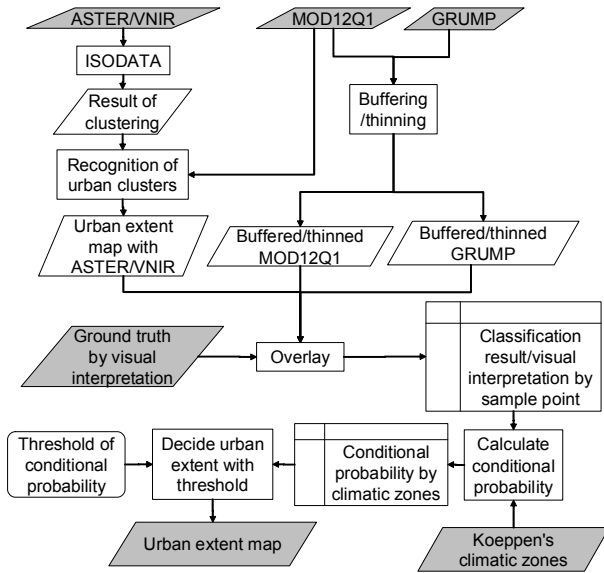 ASTER/VNIR
MOD12Q1
GRUMP
ISODATA
Result of
clustering
Buffering
/thinning
Recognition of
urban clusters
Urban extent
map with
ASTER/VNIR
Buffered/thinned
MOD12Q1
Buffered/thinned
GRUMP
Ground truth
by visual
interpretation
Overlay
Classification
result/visual
interpretation by
sample point
Threshold of
conditional
probability
Decide urban
extent with
threshold
Conditional
probability by
climatic zones
Calculate
conditional
probability
Urban extent map
Koeppen's
climatic zones